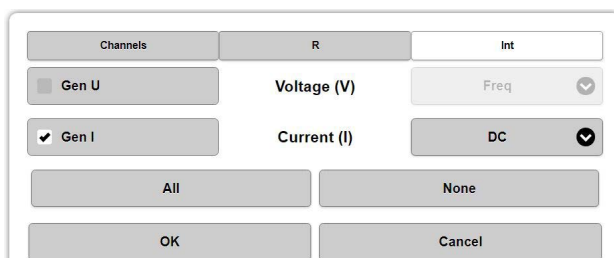 Channels R Int
Gen U Voltage (V) Freq
Gen I Current (I) DC
All None
OK Cancel